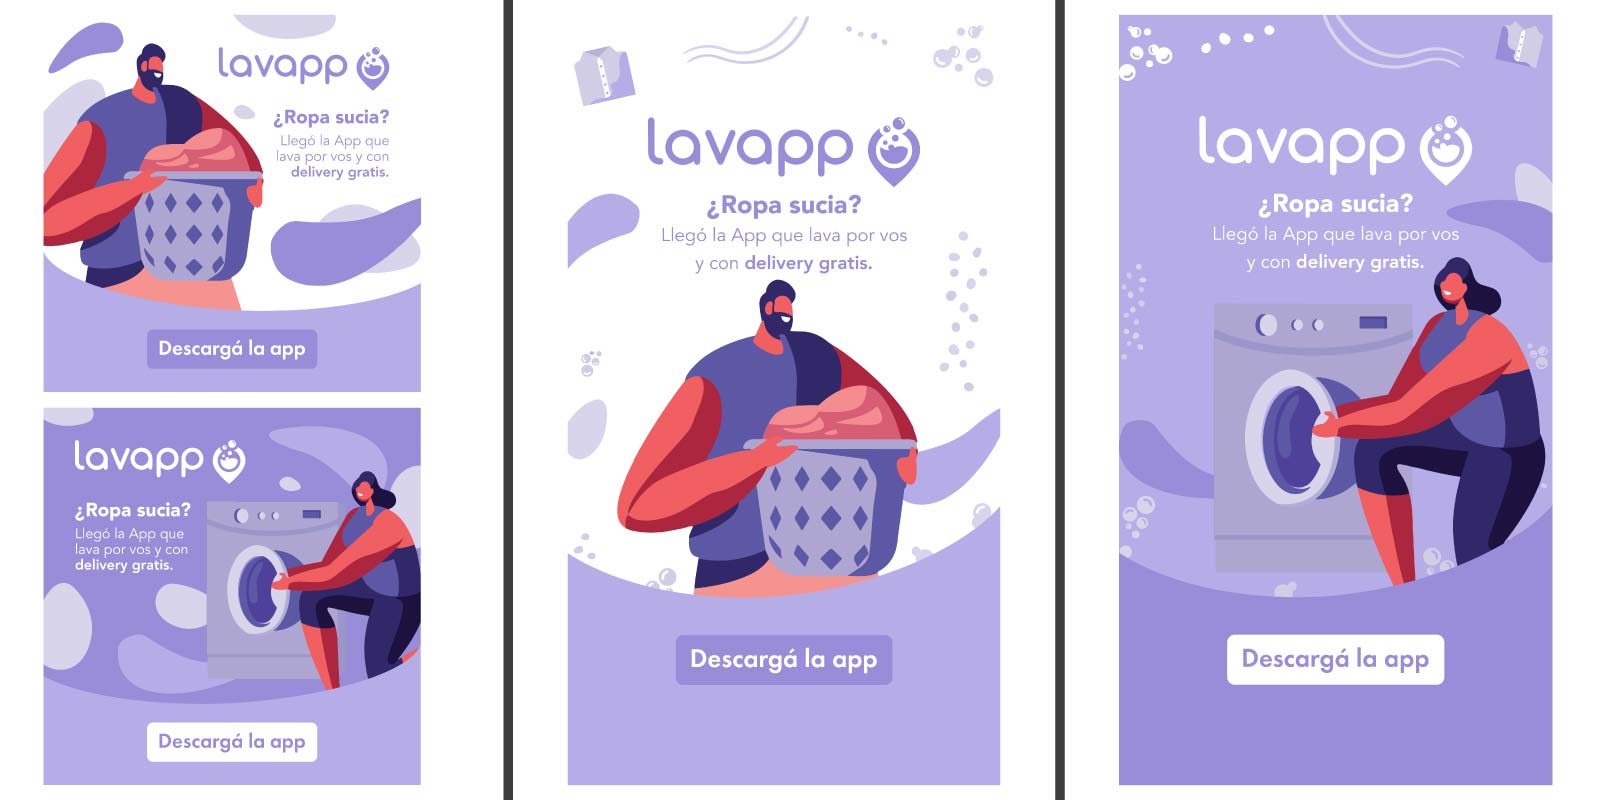 lavapp
¿Ropa sucia?
Llegó la App que
lava por vos y con
delivery gratis.
Descargá la app
lavapp
¿Ropa sucia?
Llegó la App que
lava por vos y con
delivery gratis.
Descargá la app
lavapp
¿Ropa sucia?
Llegó la App que lava por vos
y con delivery gratis.
Descargá la app
lavapp
¿Ropa sucia?
Llegó la App que lava por vos
y con delivery gratis.
Descargá la app